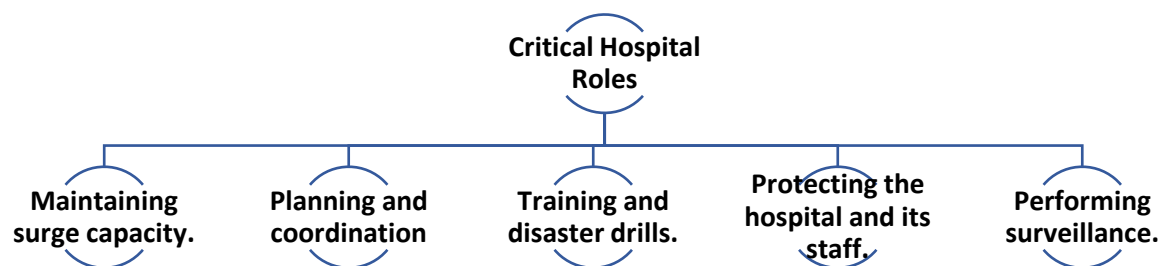 Critical Hospital
Roles
Maintaining
surge capacity.
Planning and
coordination
Training and
disaster drills.
Protecting the
hospital and its
staff.
Performing
surveillance.